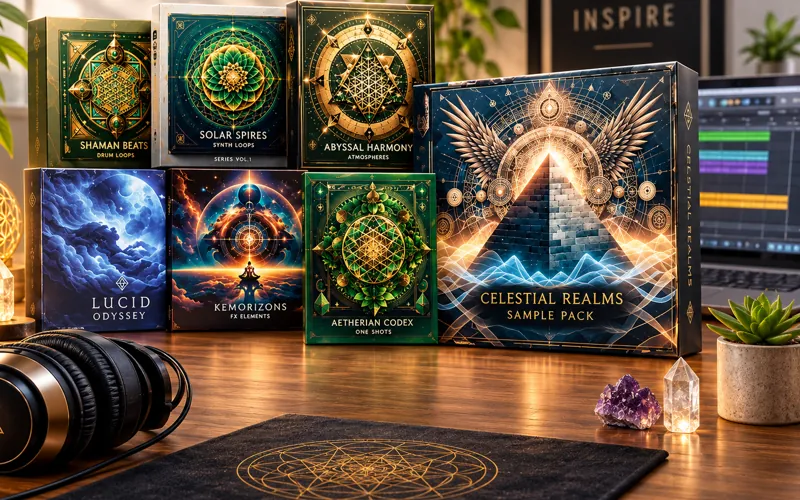 INSPIRE
SHAMAN BEATS
DRUM LOOPS
SOLAR SPIRES
SYNTH LOOPS
SERIES VOL.1
ABYSSAL HARMONY
ATMOSPHERES
LUCID
ODYSSEY
KEMORIZONS
FX ELEMENTS
AETHERIAN CODEX
ONE SHOTS
CELESTIAL REALMS
SAMPLE PACK
CELESTIAL REALMS